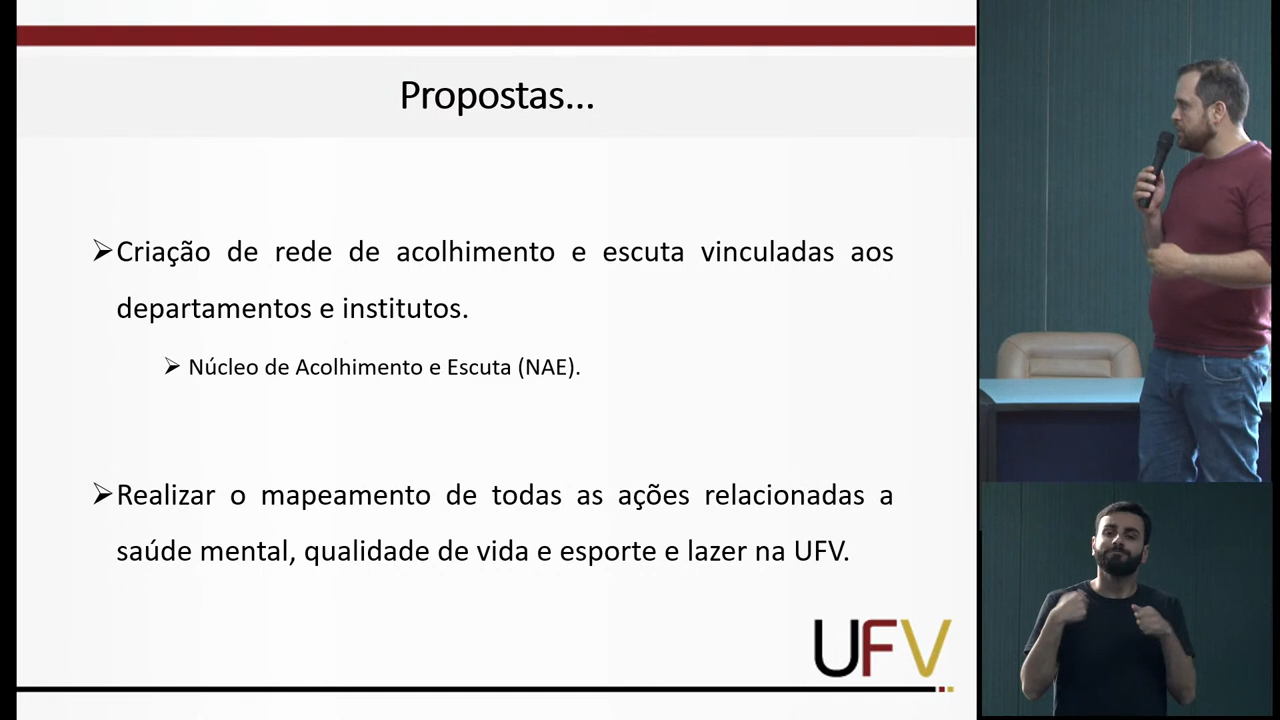 Propostas...
➢Criação de rede de acolhimento e escuta vinculadas aos
departamentos e institutos.
➢ Núcleo de Acolhimento e Escuta (NAE).
➢Realizar o mapeamento de todas as ações relacionadas a
saúde mental, qualidade de vida e esporte e lazer na UFV.
UFV